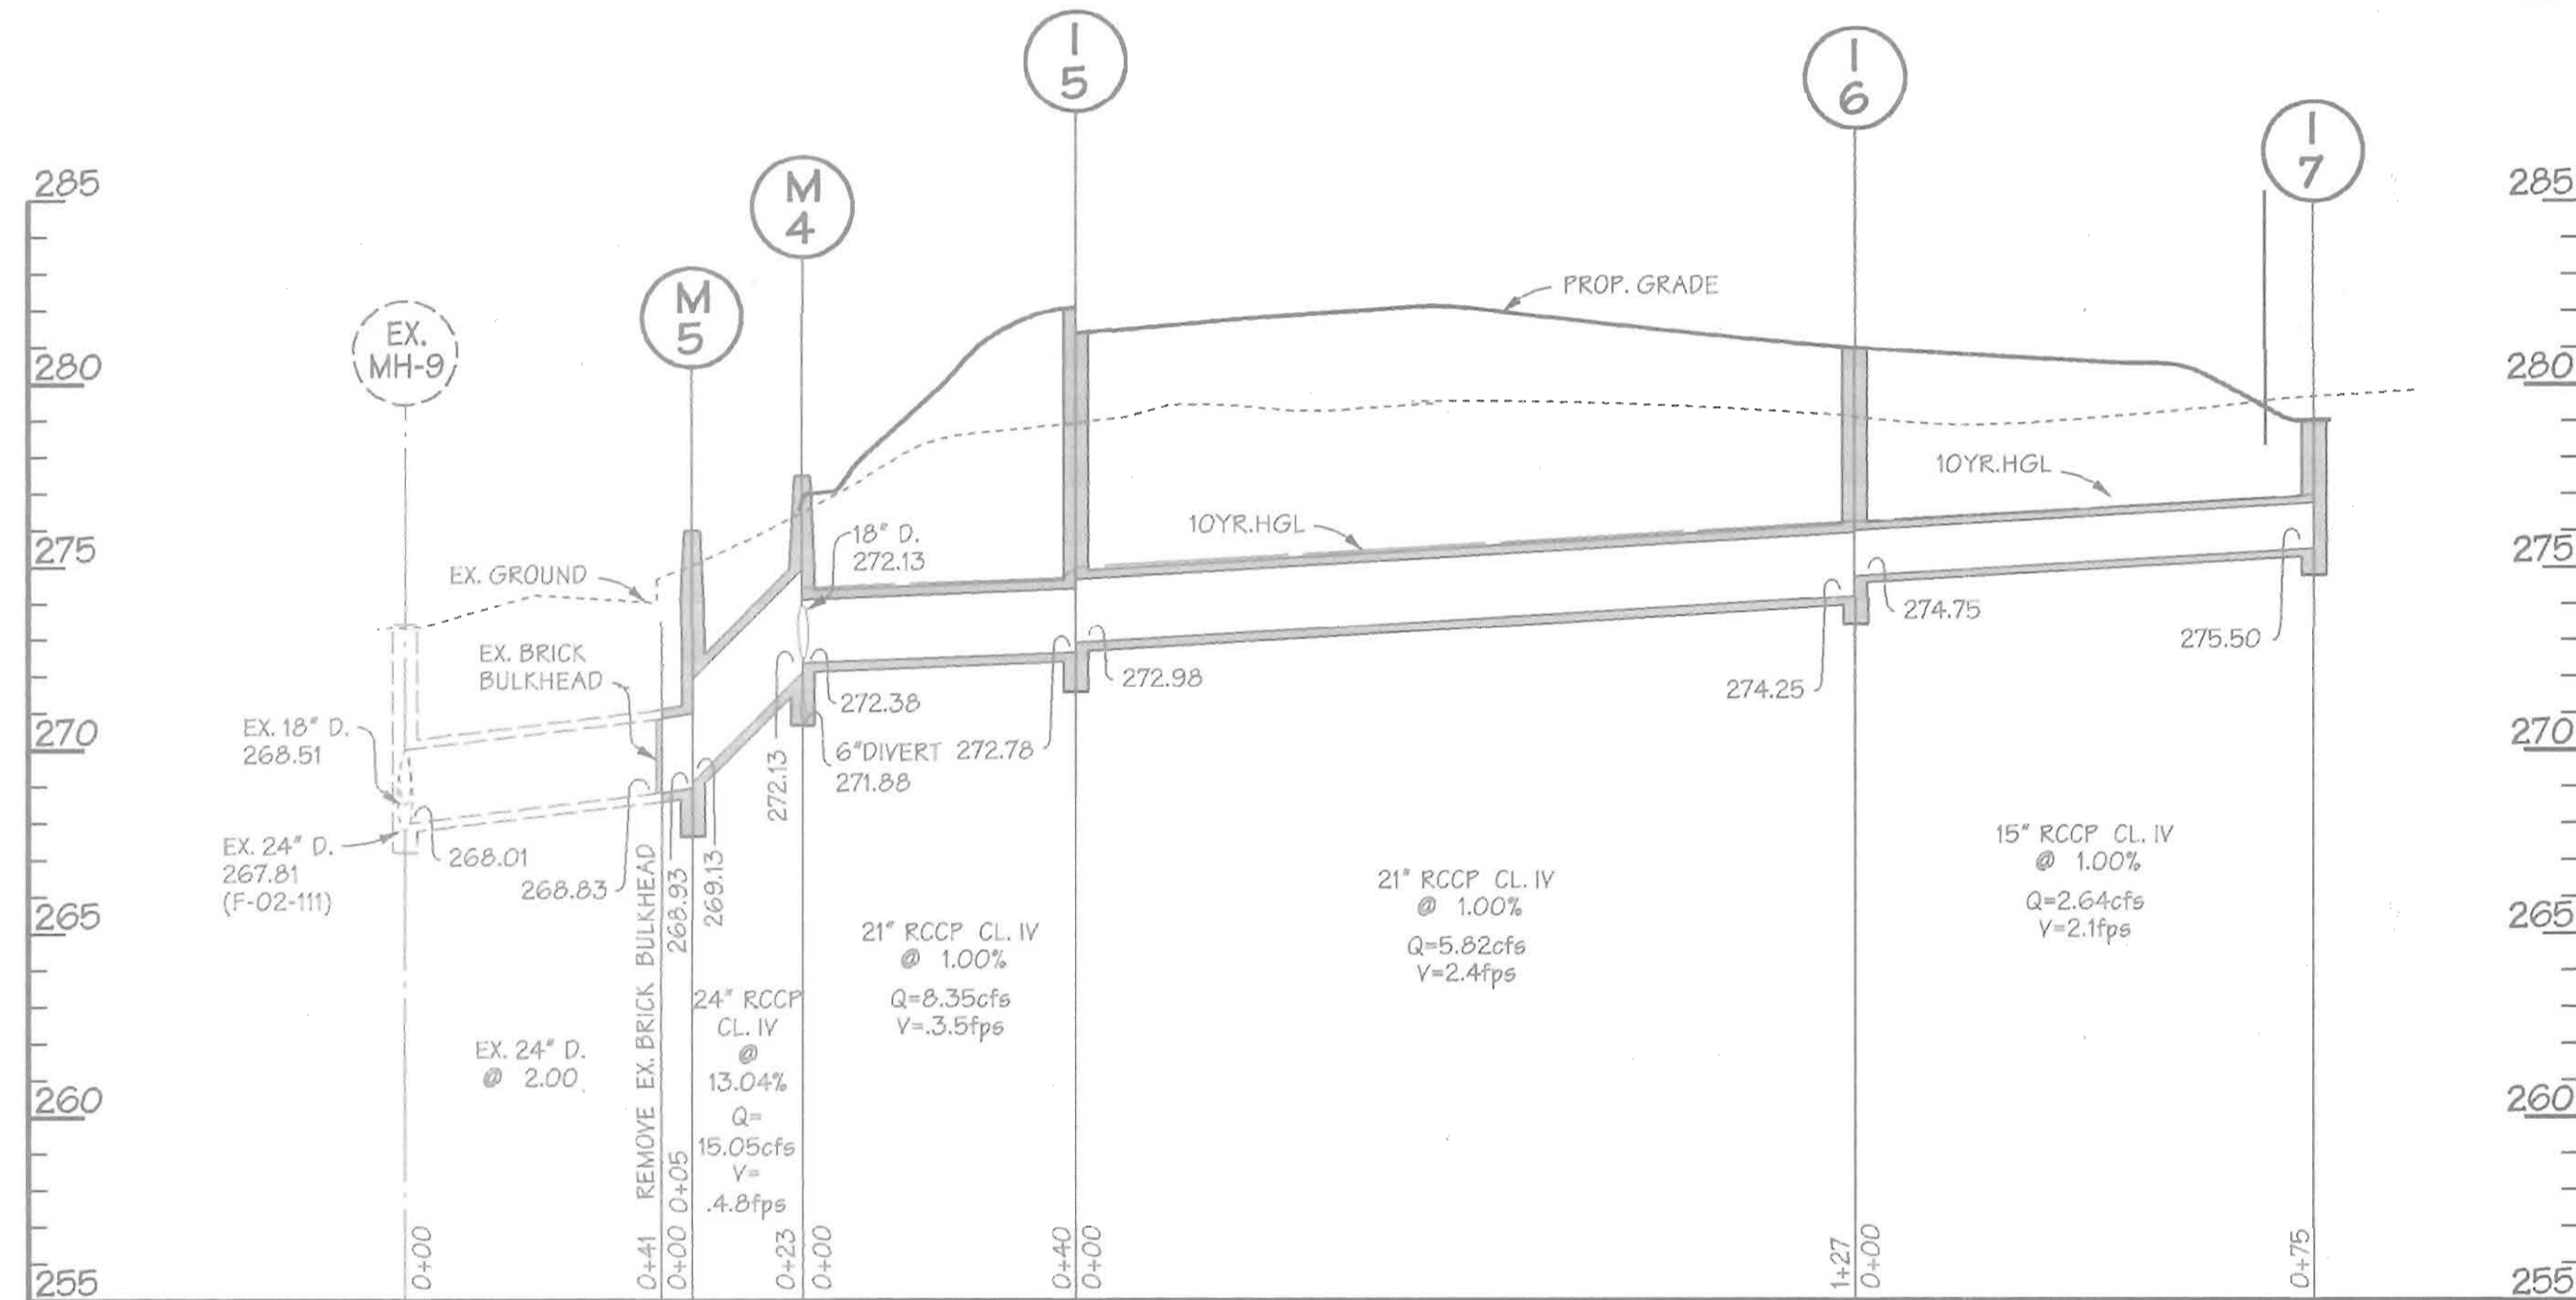 I
5
I
6
I
7
M
4
M
5
EX.
MH-9
285
280
275
270
265
260
255
285
280
275
270
265
260
255
PROP. GRADE
10YR.HGL
10YR.HGL
18" D.
272.13
EX. GROUND
EX. BRICK
BULKHEAD
EX. 18" D.
268.51
EX. 24" D.
267.81
(F-02-111)
268.01
268.83
268.93
269.13
272.13
272.38
6"DIVERT
271.88
272.78
272.98
274.25
274.75
275.50
EX. 24" D.
@ 2.00
REMOVE EX. BRICK BULKHEAD
24" RCCP
CL. IV
@
13.04%
Q=
15.05cfs
V=
.4.8fps
21" RCCP CL. IV
@ 1.00%
Q=8.35cfs
V=.3.5fps
21" RCCP CL. IV
@ 1.00%
Q=5.82cfs
V=2.4fps
15" RCCP CL. IV
@ 1.00%
Q=2.64cfs
V=2.1fps
0+00
0+41
0+00
0+05
0+23
0+00
0+40
0+00
1+27
0+00
0+75